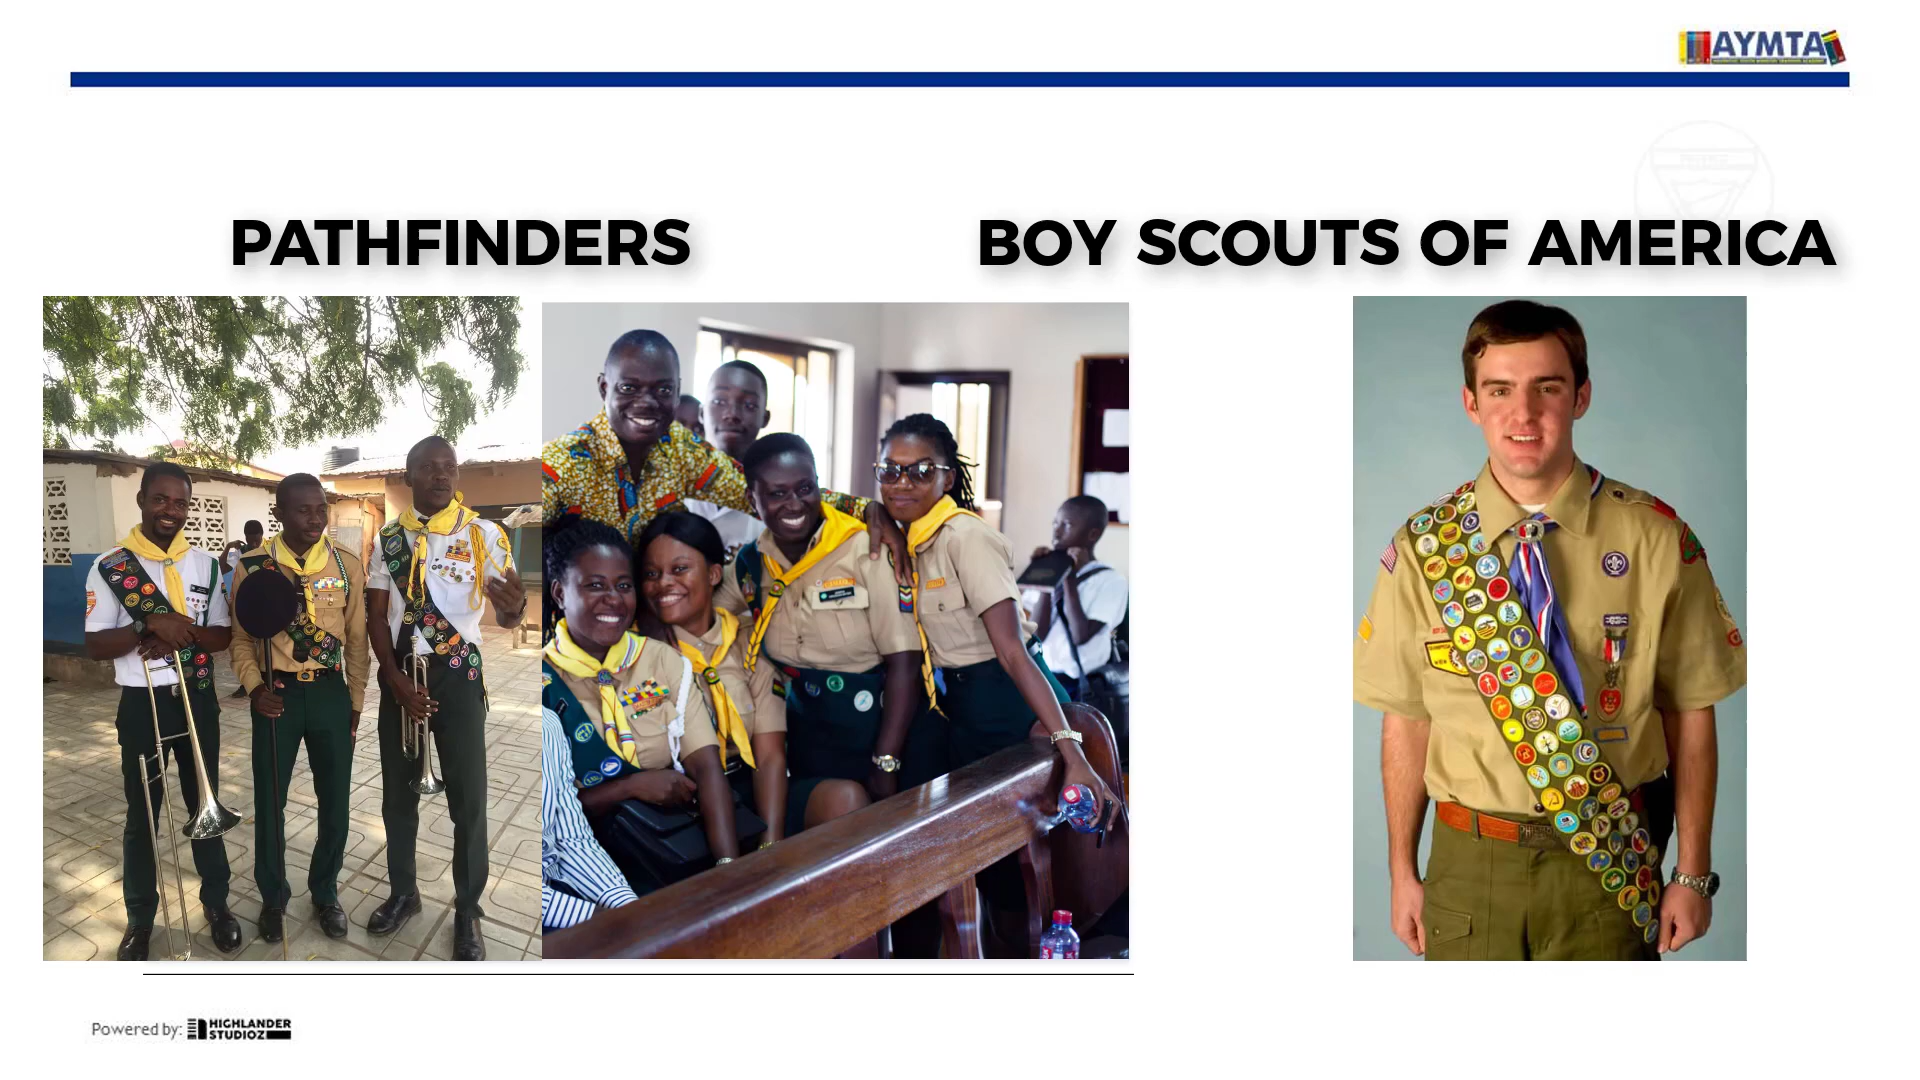 AYMTA
PATHFINDERS
BOY SCOUTS OF AMERICA
Powered by:
HIGHLANDER
STUDIOZ